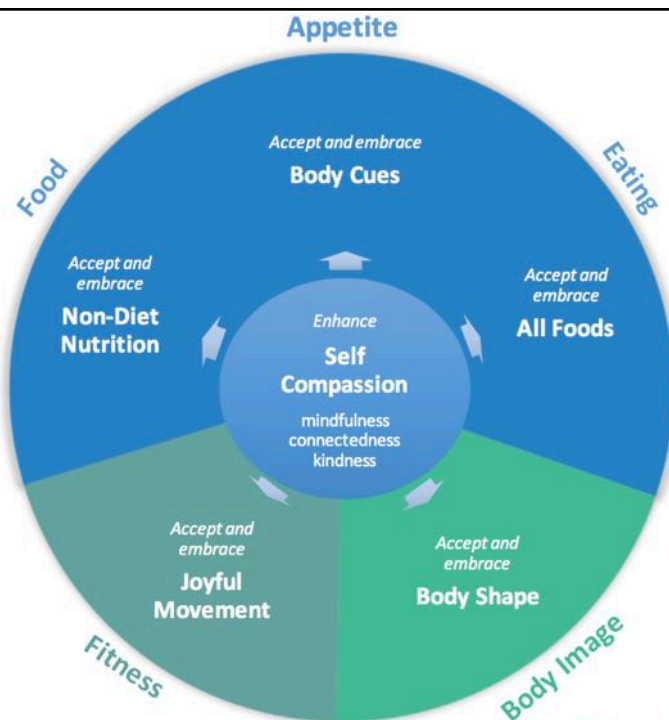 Appetite
Food
Eating
Accept and embrace
Body Cues
Accept and
embrace
Non-Diet
Nutrition
Accept and
embrace
All Foods
Enhance
Self
Compassion
mindfulness
connectedness
kindness
Accept and
embrace
Joyful
Movement
Accept and
embrace
Body Shape
Fitness
Body Image